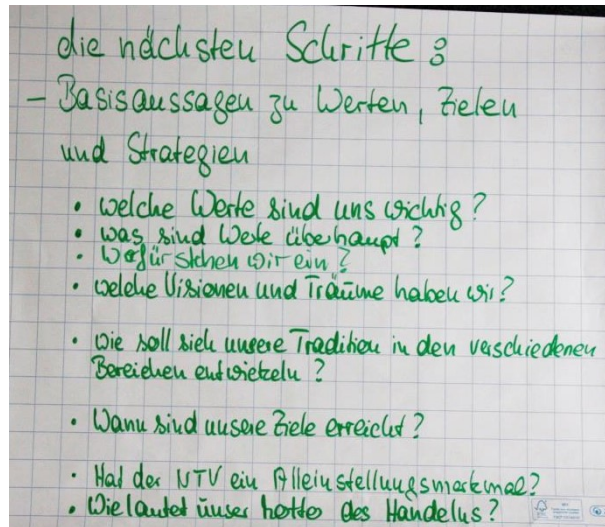 die nächsten Schritte :
- Basisaussagen zu Werten, Zielen
und Strategien
• welche Werte sind uns wichtig?
• was sind Werte überhaupt?
• Wofür stehen wir ein?
• welche Visionen und Träume haben wir?
• wie soll sich unsere Tradition in den verschiedenen
Bereichen entwickeln?
• Wann sind unsere Ziele erreicht?
• Hat der NTV ein Alleinstellungsmerkmal?
• Wie lautet unser Motto des Handelns?